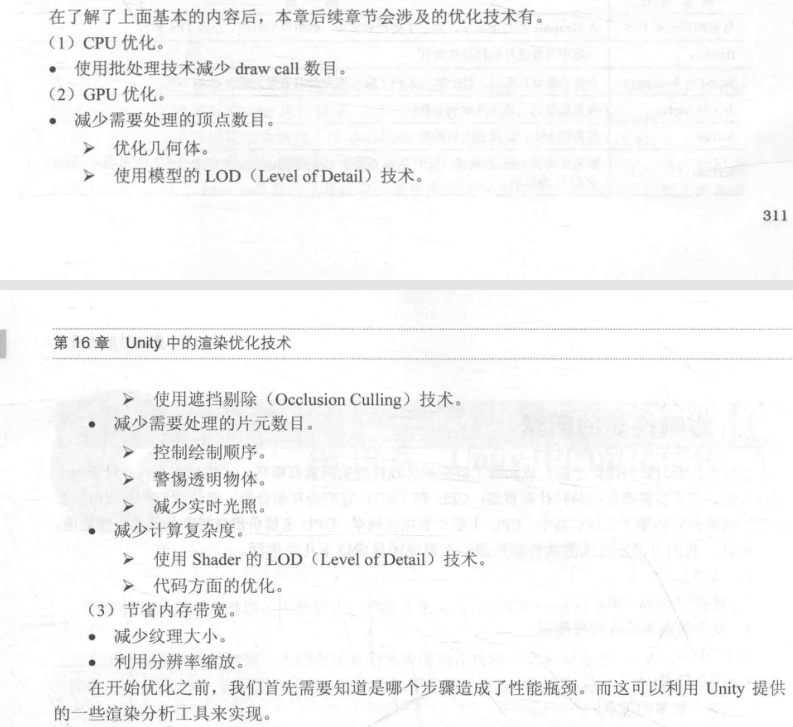 在了解了上面基本的内容后，本章后续章节会涉及的优化技术有。
（1）CPU 优化。
● 使用批处理技术减少 draw call 数目。
（2）GPU 优化。
● 减少需要处理的顶点数目。
➢ 优化几何体。
➢ 使用模型的 LOD（Level of Detail）技术。
311
第 16 章 Unity 中的渲染优化技术
➢ 使用遮挡剔除（Occlusion Culling）技术。
● 减少需要处理的片元数目。
➢ 控制绘制顺序。
➢ 警惕透明物体。
➢ 减少实时光照。
● 减少计算复杂度。
➢ 使用 Shader 的 LOD（Level of Detail）技术。
➢ 代码方面的优化。
（3）节省内存带宽。
● 减少纹理大小。
● 利用分辨率缩放。
在开始优化之前，我们首先需要知道是哪个步骤造成了性能瓶颈。而这可以利用 Unity 提供
的一些渲染分析工具来实现。